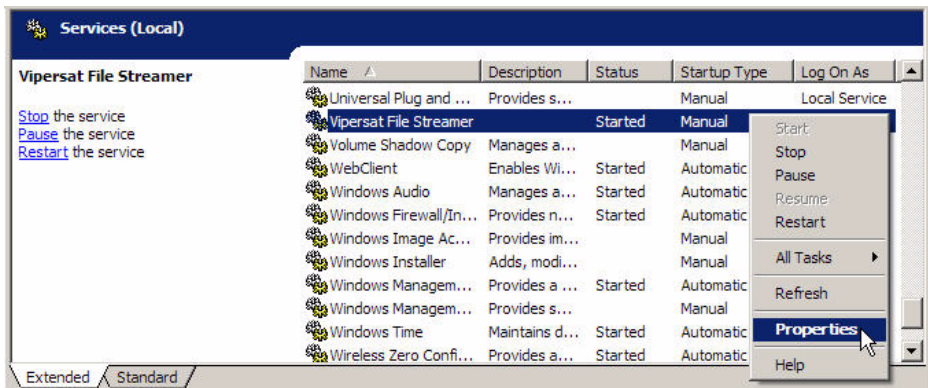 Services (Local)
Vipersat File Streamer
Stop the service
Pause the service
Restart the service
Name Description Status Startup Type Log On As
Universal Plug and ... Provides s... Manual Local Service
Vipersat File Streamer Started Manual
Volume Shadow Copy Manages a... Manual
WebClient Enables Wi... Started Automatic
Windows Audio Manages a... Started Automatic
Windows Firewall/In... Provides n... Started Automatic
Windows Image Ac... Provides im... Manual
Windows Installer Adds, modi... Manual
Windows Managem... Provides a ... Started Automatic
Windows Managem... Provides s... Manual
Windows Time Maintains d... Started Automatic
Wireless Zero Confi... Provides a... Started Automatic
Start
Stop
Pause
Resume
Restart
All Tasks
Refresh
Properties
Help
Extended Standard